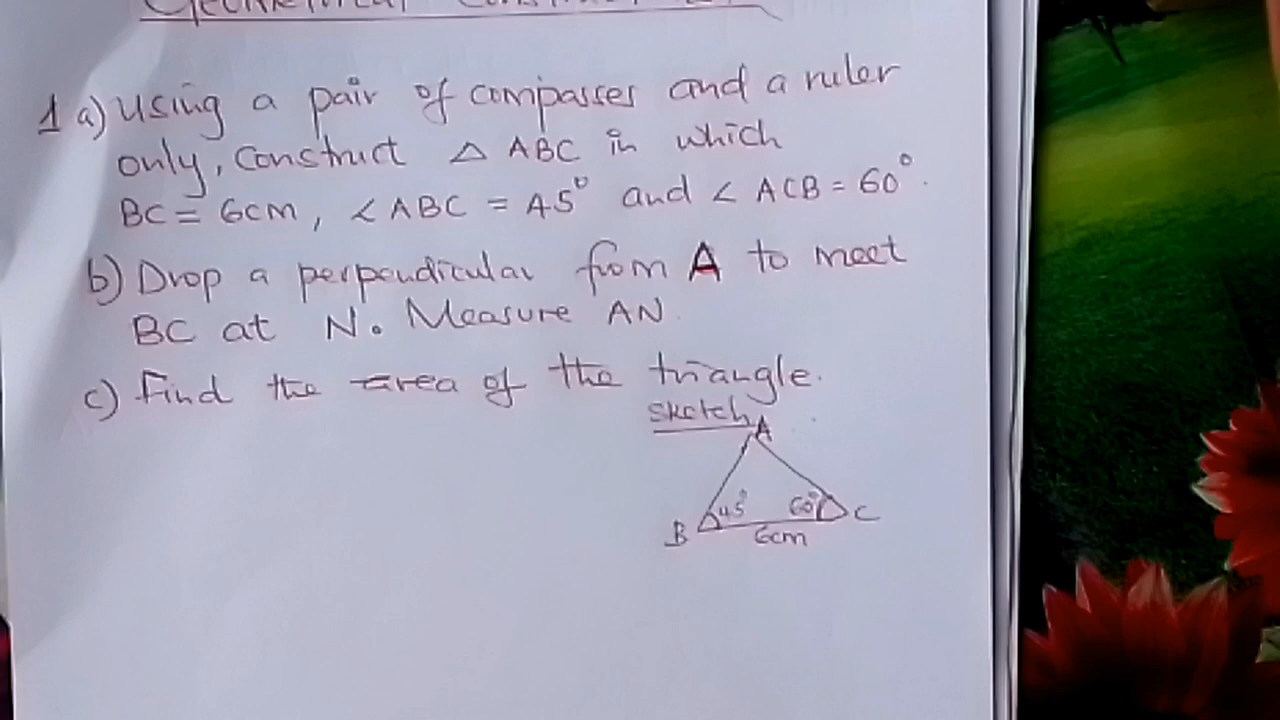 Geometrical
1 a) Using a pair of compasses and a ruler
only, construct △ ABC in which
BC = 6cm, ∠ABC = 45° and ∠ ACB = 60°.
b) Drop a perpendicular from A to meet
BC at N. Measure AN.
c) Find the area of the triangle.
sketch
A
45° 60°
B C
6cm